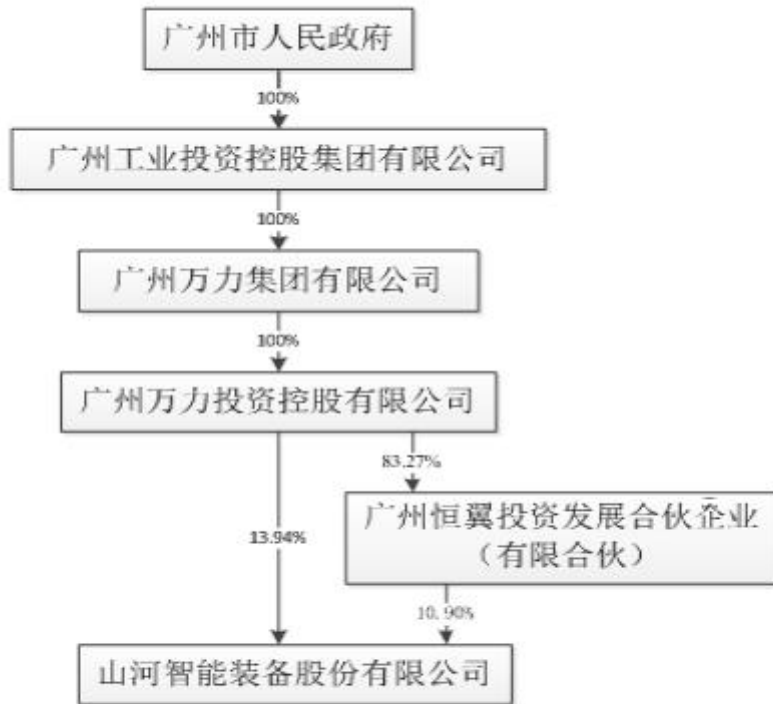 广州市人民政府
100%
广州工业投资控股集团有限公司
100%
广州万力集团有限公司
100%
广州万力投资控股有限公司
83.27%
广州恒翼投资发展合伙企业
（有限合伙）
13.94%
10.90%
山河智能装备股份有限公司